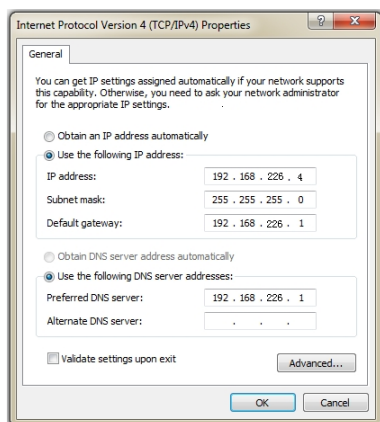 Internet Protocol Version 4 (TCP/IPv4) Properties
General
You can get IP settings assigned automatically if your network supports
this capability. Otherwise, you need to ask your network administrator
for the appropriate IP settings.
Obtain an IP address automatically
Use the following IP address:
IP address: 192 . 168 . 226 . 4
Subnet mask: 255 . 255 . 255 . 0
Default gateway: 192 . 168 . 226 . 1
Obtain DNS server address automatically
Use the following DNS server addresses:
Preferred DNS server: 192 . 168 . 226 . 1
Alternate DNS server: . . .
Validate settings upon exit
Advanced...
OK Cancel